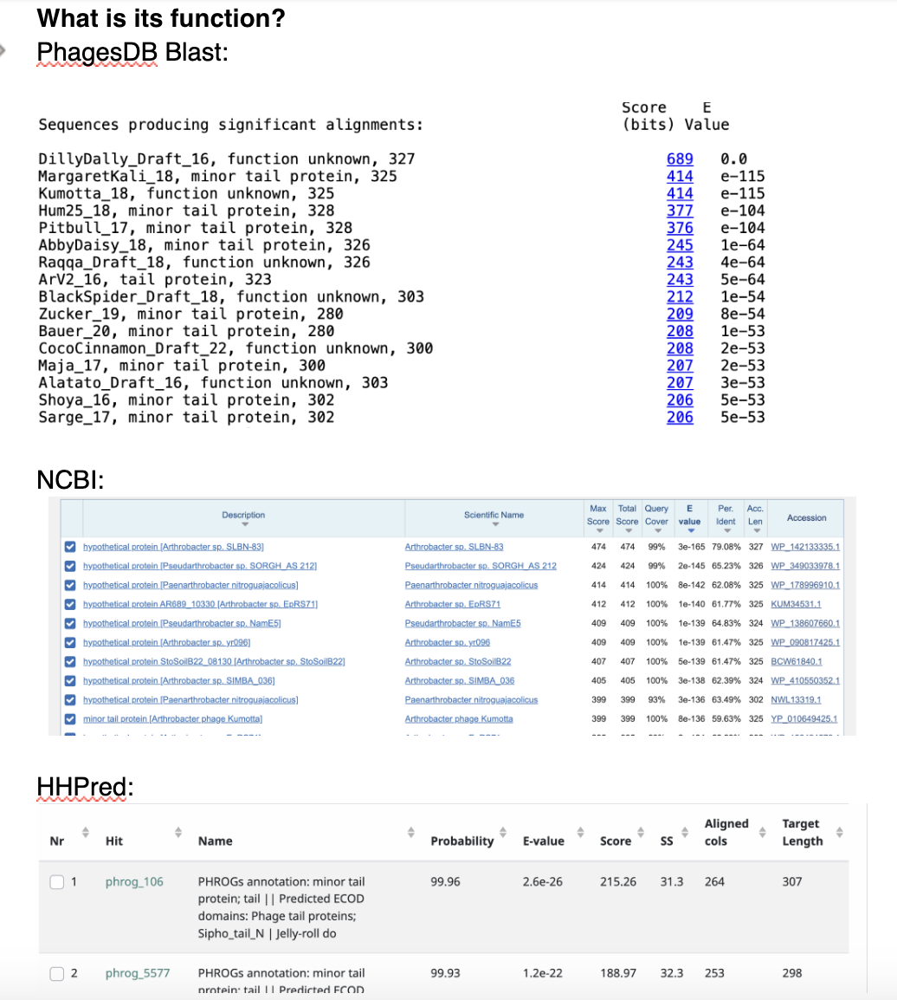 What is its function?
PhagesDB Blast:
Score E
Sequences producing significant alignments: (bits) Value
DillyDally_Draft_16, function unknown, 327 689 0.0
MargaretKali_18, minor tail protein, 325 414 e-115
Kumotta_18, function unknown, 325 414 e-115
Hum25_18, minor tail protein, 328 377 e-104
Pitbull_17, minor tail protein, 328 376 e-104
AbbyDaisy_18, minor tail protein, 326 245 1e-64
Raqqa_Draft_18, function unknown, 326 243 4e-64
ArV2_16, tail protein, 323 243 5e-64
BlackSpider_Draft_18, function unknown, 303 212 1e-54
Zucker_19, minor tail protein, 280 209 8e-54
Bauer_20, minor tail protein, 280 208 1e-53
CocoCinnamon_Draft_22, function unknown, 300 208 2e-53
Maja_17, minor tail protein, 300 207 2e-53
Alatato_Draft_16, function unknown, 303 207 3e-53
Shoya_16, minor tail protein, 302 206 5e-53
Sarge_17, minor tail protein, 302 206 5e-53
NCBI:
Description Scientific Name Max Score Total Score Query Cover E value Per. Ident Acc. Len Accession
hypothetical protein [Arthrobacter sp. SLBN-83] Arthrobacter sp. SLBN-83 474 474 99% 3e-165 79.08% 327 WP_142133335.1
hypothetical protein [Pseudarthrobacter sp. SORGH_AS 212] Pseudarthrobacter sp. SORGH_AS 212 424 424 99% 2e-145 65.23% 326 WP_349033978.1
hypothetical protein [Paenarthrobacter nitroguajacolicus] Paenarthrobacter nitroguajacolicus 414 414 100% 8e-142 62.08% 325 WP_178996910.1
hypothetical protein AR689_10330 [Arthrobacter sp. EpRS71] Arthrobacter sp. EpRS71 412 412 100% 1e-140 61.77% 325 KUM34531.1
hypothetical protein [Pseudarthrobacter sp. NamE5] Pseudarthrobacter sp. NamE5 409 409 100% 1e-139 64.83% 324 WP_138607660.1
hypothetical protein [Arthrobacter sp. yr096] Arthrobacter sp. yr096 409 409 100% 1e-139 61.47% 325 WP_090817425.1
hypothetical protein StoSoilB22_08130 [Arthrobacter sp. StoSoilB22] Arthrobacter sp. StoSoilB22 407 407 100% 5e-139 61.47% 325 BCW61840.1
hypothetical protein [Arthrobacter sp. SIMBA_036] Arthrobacter sp. SIMBA_036 405 405 100% 3e-138 62.39% 324 WP_410550352.1
hypothetical protein [Paenarthrobacter nitroguajacolicus] Paenarthrobacter nitroguajacolicus 399 399 93% 3e-136 63.49% 302 NWL13319.1
minor tail protein [Arthrobacter phage Kumotta] Arthrobacter phage Kumotta 399 399 100% 8e-136 59.63% 325 YP_010649425.1
HHPred:
Nr Hit Name Probability E-value Score SS Aligned cols Target Length
1 phrog_106 PHROGs annotation: minor tail 99.96 2.6e-26 215.26 31.3 264 307
protein; tail || Predicted ECOD
domains: Phage tail proteins;
Sipho_tail_N | Jelly-roll do
2 phrog_5577 PHROGs annotation: minor tail 99.93 1.2e-22 188.97 32.3 253 298
protein; tail || Predicted ECOD